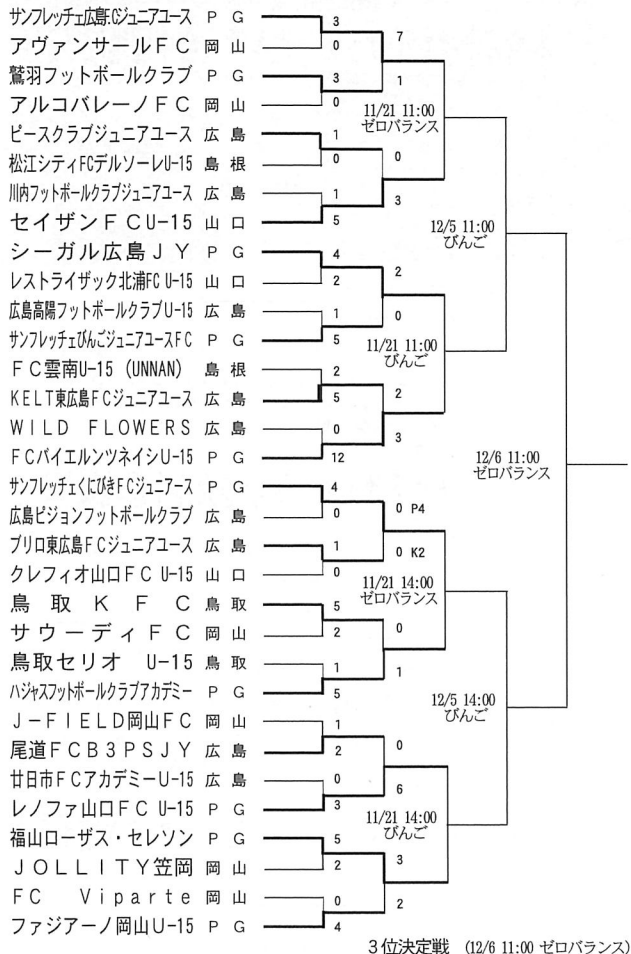 サンフレッチェ広島F.Cジュニアユース P G 3
アヴァンサールFC 岡 山 0
7
鷲羽フットボールクラブ P G 3
1
アルコバレーノFC 岡 山 0
11/21 11:00
ゼロバランス
ピースクラブジュニアユース 広 島 1
松江シティFCデルソーレU-15 島 根 0
0
川内フットボールクラブジュニアユース 広 島 1
3
セイザンFCU-15 山 口 5
12/5 11:00
びんご
シーガル広島JY P G 4
レストライザック北浦FC U-15 山 口 2
2
広島高陽フットボールクラブU-15 広 島 1
0
サンフレッチェびんごジュニアユースFC P G 5
11/21 11:00
びんご
FC雲南U-15 (UNNAN) 島 根 2
KELT東広島FCジュニアユース 広 島 5
2
WILD FLOWERS 広 島 0
3
FCバイエルンツネイシU-15 P G 12
12/6 11:00
ゼロバランス
サンフレッチェくにびきFCジュニアース P G 4
広島ビジョンフットボールクラブ 広 島 0
0 P4
ブリロ東広島FCジュニアユース 広 島 1
0 K2
クレフィオ山口FC U-15 山 口 0
11/21 14:00
ゼロバランス
鳥取KFC 鳥取 5
サウーディFC 岡 山 2
0
鳥取セリオ U-15 鳥取 1
1
ハジャスフットボールクラブアカデミー P G 5
12/5 14:00
びんご
J-FIELD岡山FC 岡 山 1
尾道FCB3PSJY 広 島 2
0
廿日市FCアカデミーU-15 広 島 0
6
レノファ山口FC U-15 P G 3
11/21 14:00
びんご
福山ローザス・セレソン P G 5
JOLLITY笠岡 岡 山 2
3
FC Viparte 岡 山 0
2
ファジアーノ岡山U-15 P G 4
3位決定戦 (12/6 11:00 ゼロバランス)